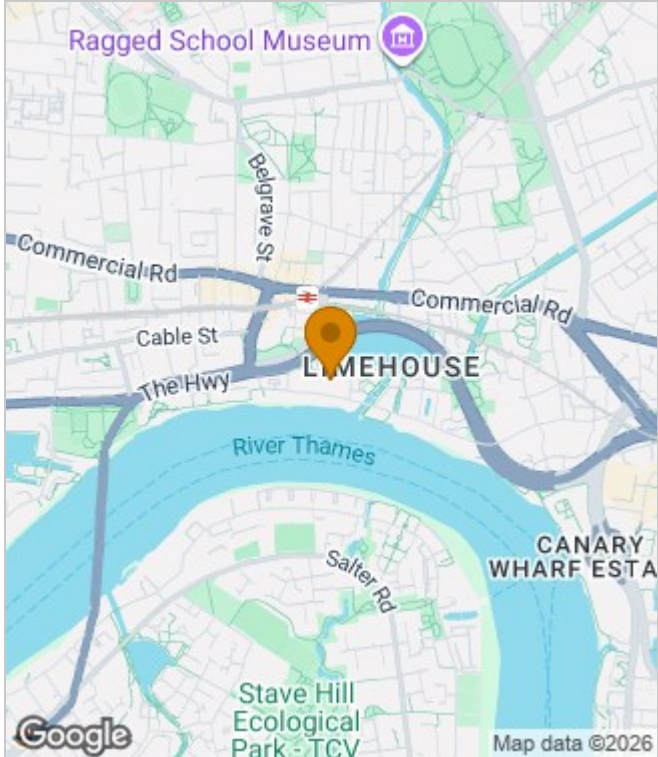 Ragged School Museum
Belgrave St
Commercial Rd
Commercial Rd
Cable St
LIMEHOUSE
The Hwy
River Thames
CANARY
WHARF ESTA
Salter Rd
Stave Hill
Ecological
Park - TCV
Google
Map data ©2026